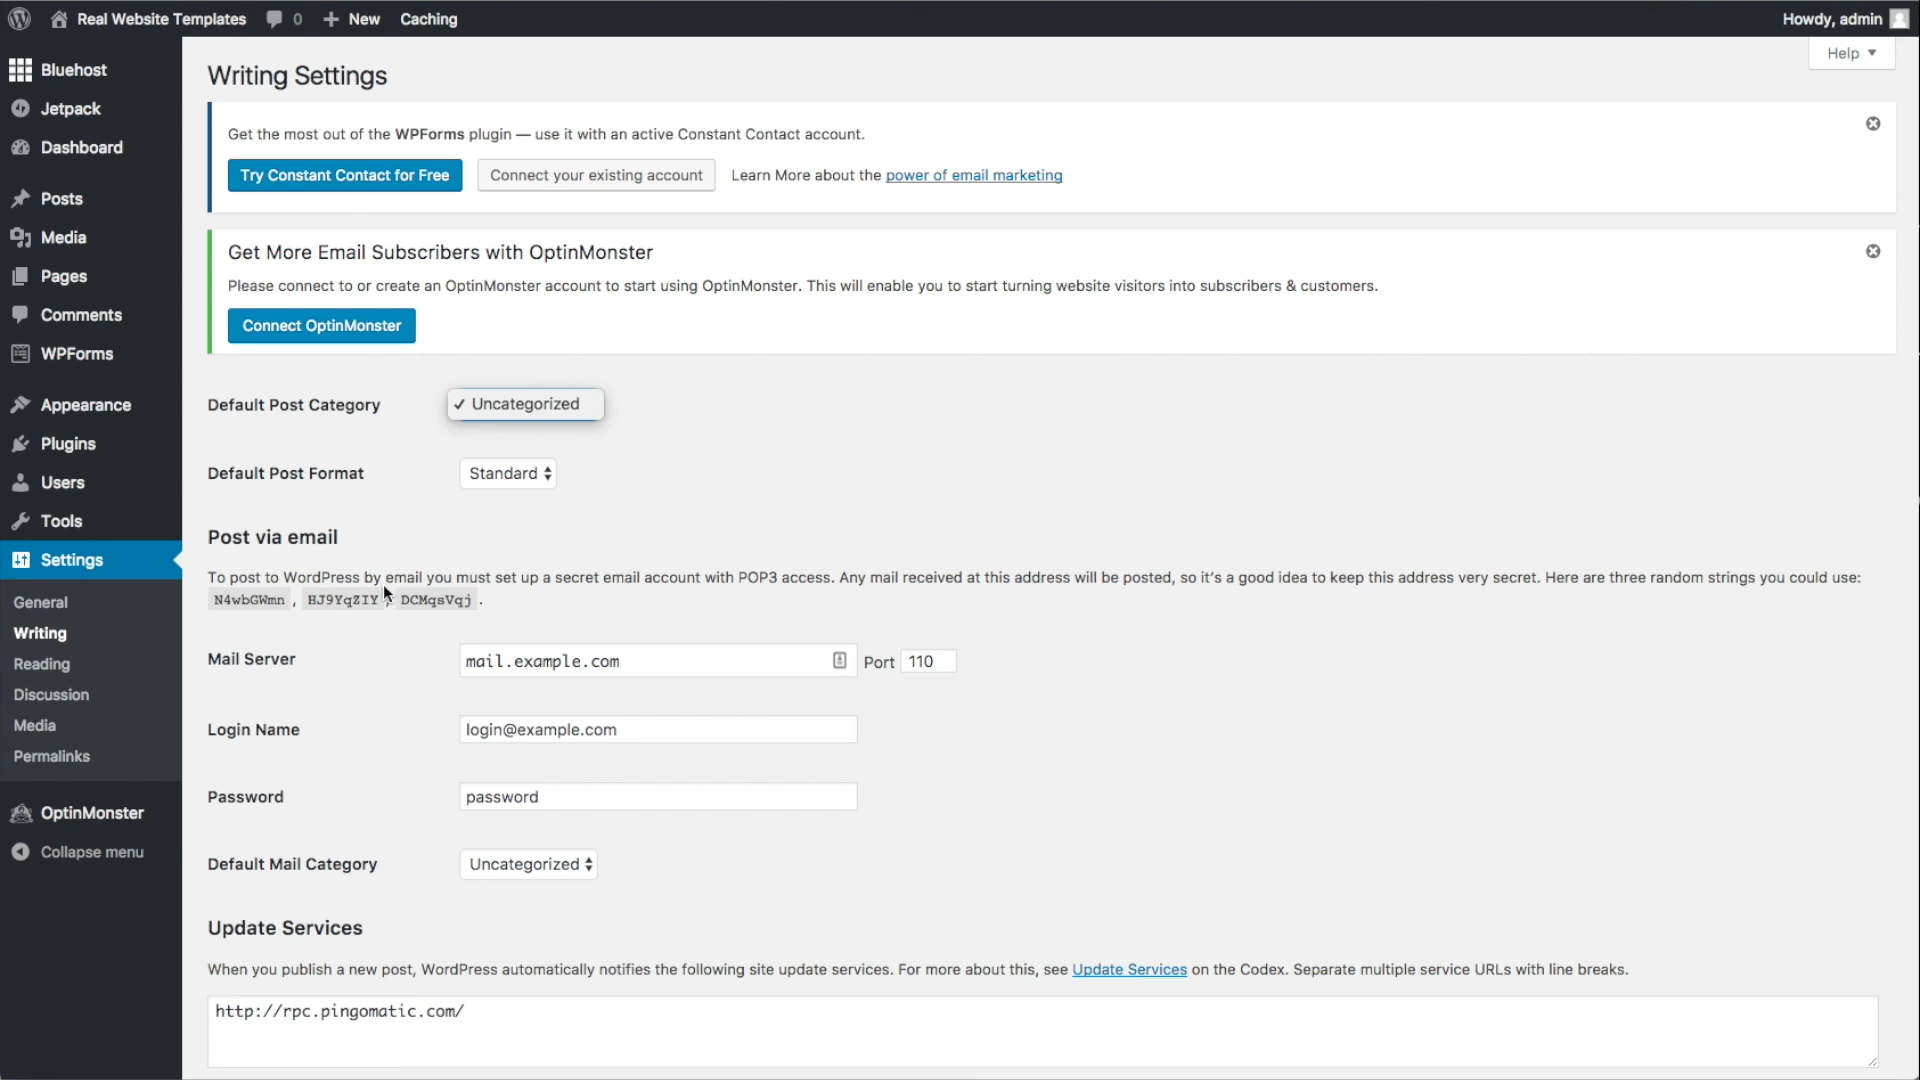 Real Website Templates 0 New Caching Howdy, admin
Help
Bluehost
Jetpack
Dashboard
Posts
Media
Pages
Comments
WPForms
Appearance
Plugins
Users
Tools
Settings
General
Writing
Reading
Discussion
Media
Permalinks
OptinMonster
Collapse menu
Writing Settings
Get the most out of the WPForms plugin — use it with an active Constant Contact account.
Try Constant Contact for Free Connect your existing account Learn More about the power of email marketing
Get More Email Subscribers with OptinMonster
Please connect to or create an OptinMonster account to start using OptinMonster. This will enable you to start turning website visitors into subscribers & customers.
Connect OptinMonster
Default Post Category ✓ Uncategorized
Default Post Format Standard
Post via email
To post to WordPress by email you must set up a secret email account with POP3 access. Any mail received at this address will be posted, so it's a good idea to keep this address very secret. Here are three random strings you could use:
N4wbGWmn , HJ9YqZIY , DCMqsVqj .
Mail Server mail.example.com Port 110
Login Name login@example.com
Password password
Default Mail Category Uncategorized
Update Services
When you publish a new post, WordPress automatically notifies the following site update services. For more about this, see Update Services on the Codex. Separate multiple service URLs with line breaks.
http://rpc.pingomatic.com/